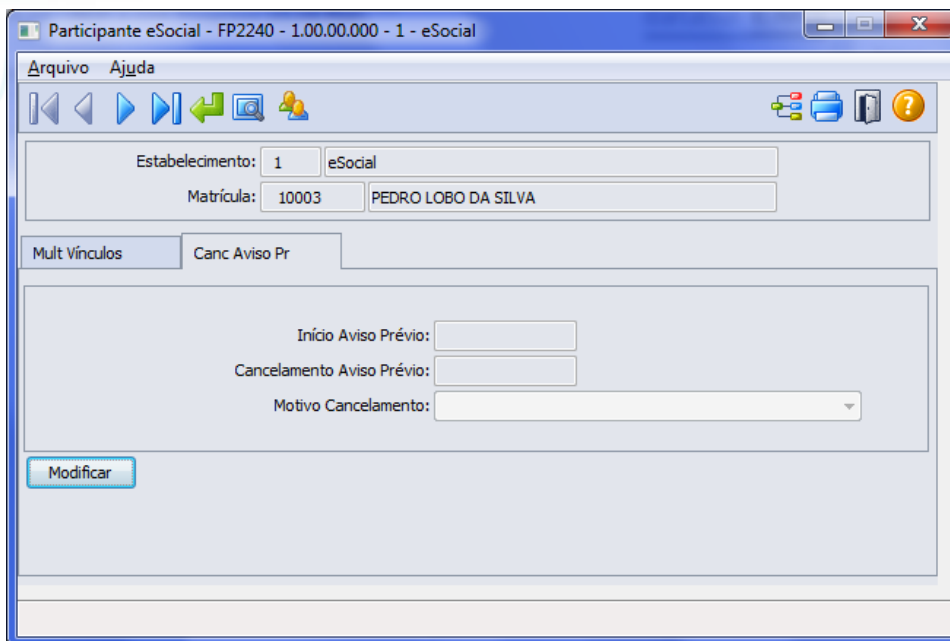 Participante eSocial - FP2240 - 1.00.00.000 - 1 - eSocial
Arquivo Ajuda
?
Estabelecimento: 1 eSocial
Matrícula: 10003 PEDRO LOBO DA SILVA
Mult Vínculos Canc Aviso Pr
Início Aviso Prévio:
Cancelamento Aviso Prévio:
Motivo Cancelamento:
Modificar